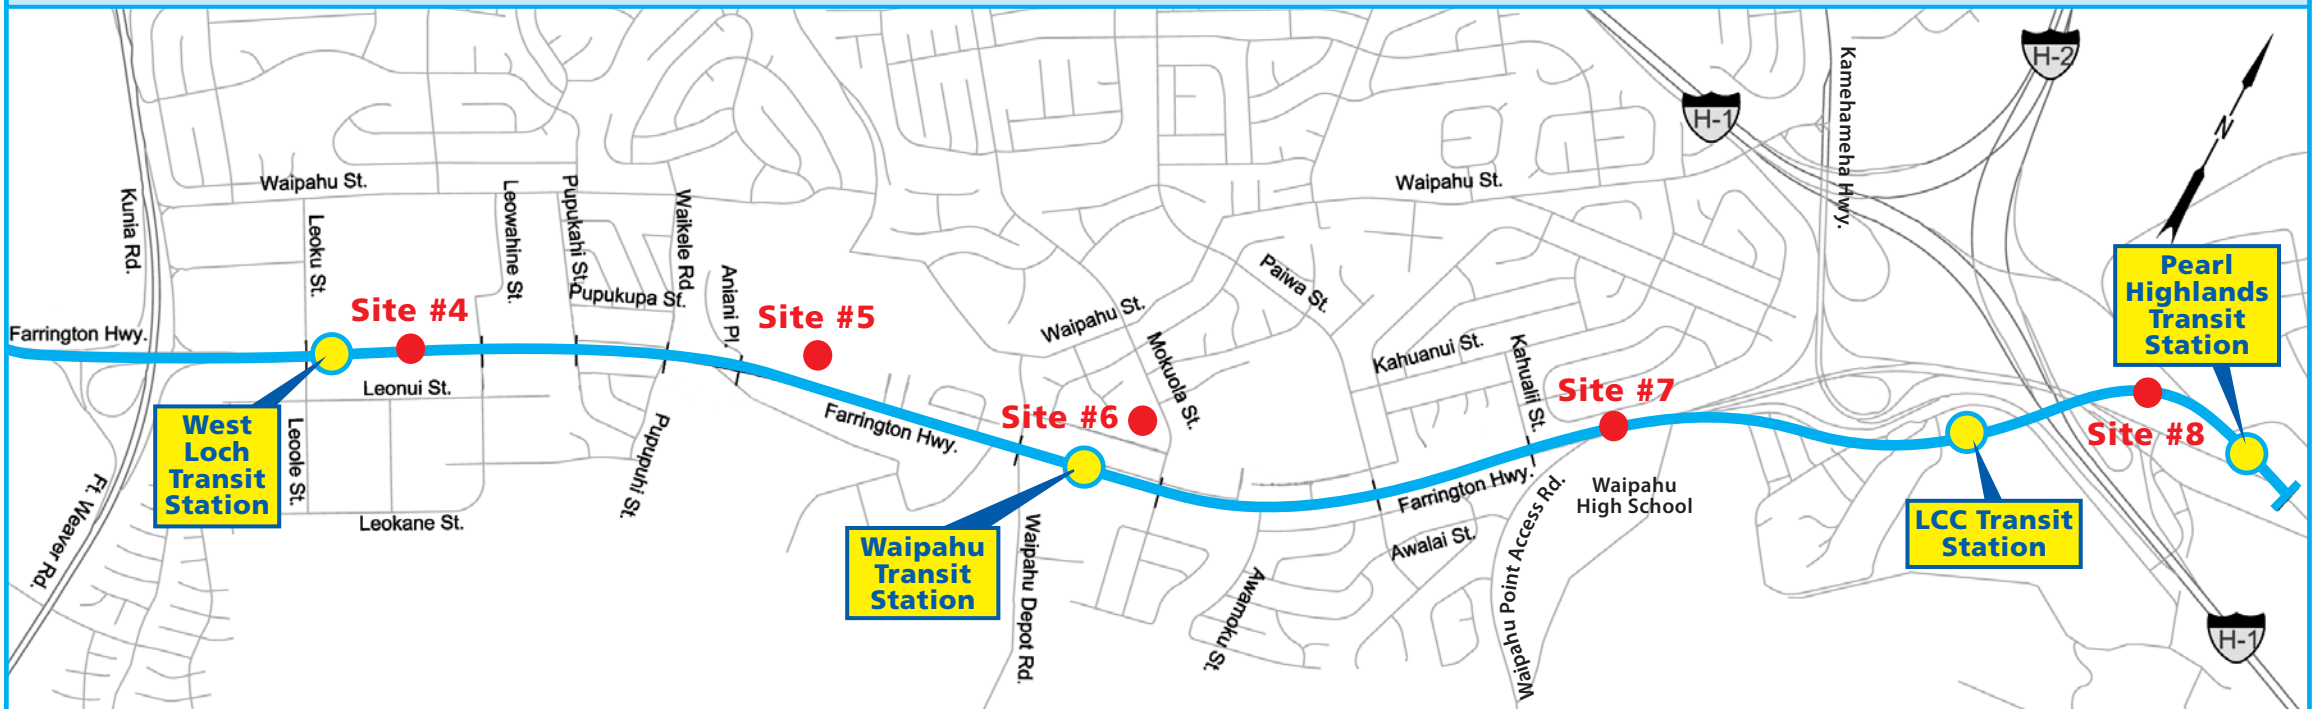 H-2
H-1
Kamehameha Hwy.
N
Waipahu St.
Waipahu St.
Kunia Rd.
Leoku St.
Leowahine St.
Pupukahi St.
Waikele Rd.
Pupukupa St.
Aniani Pl.
Paiwa St.
Pearl
Highlands
Transit
Station
Site #4
Site #5
Farrington Hwy.
Waipahu St.
Mokuola St.
Kahuanui St.
Kahualii St.
Leonui St.
Site #7
Site #6
Site #8
Farrington Hwy.
West
Loch
Transit
Station
Leoole St.
Pupupuhi St.
Ft. Weaver Rd.
Leokane St.
Farrington Hwy.
Waipahu
High School
Waipahu Point Access Rd.
LCC Transit
Station
Awalai St.
Waipahu
Transit
Station
Waipahu Depot Rd.
Awamoku St.
H-1